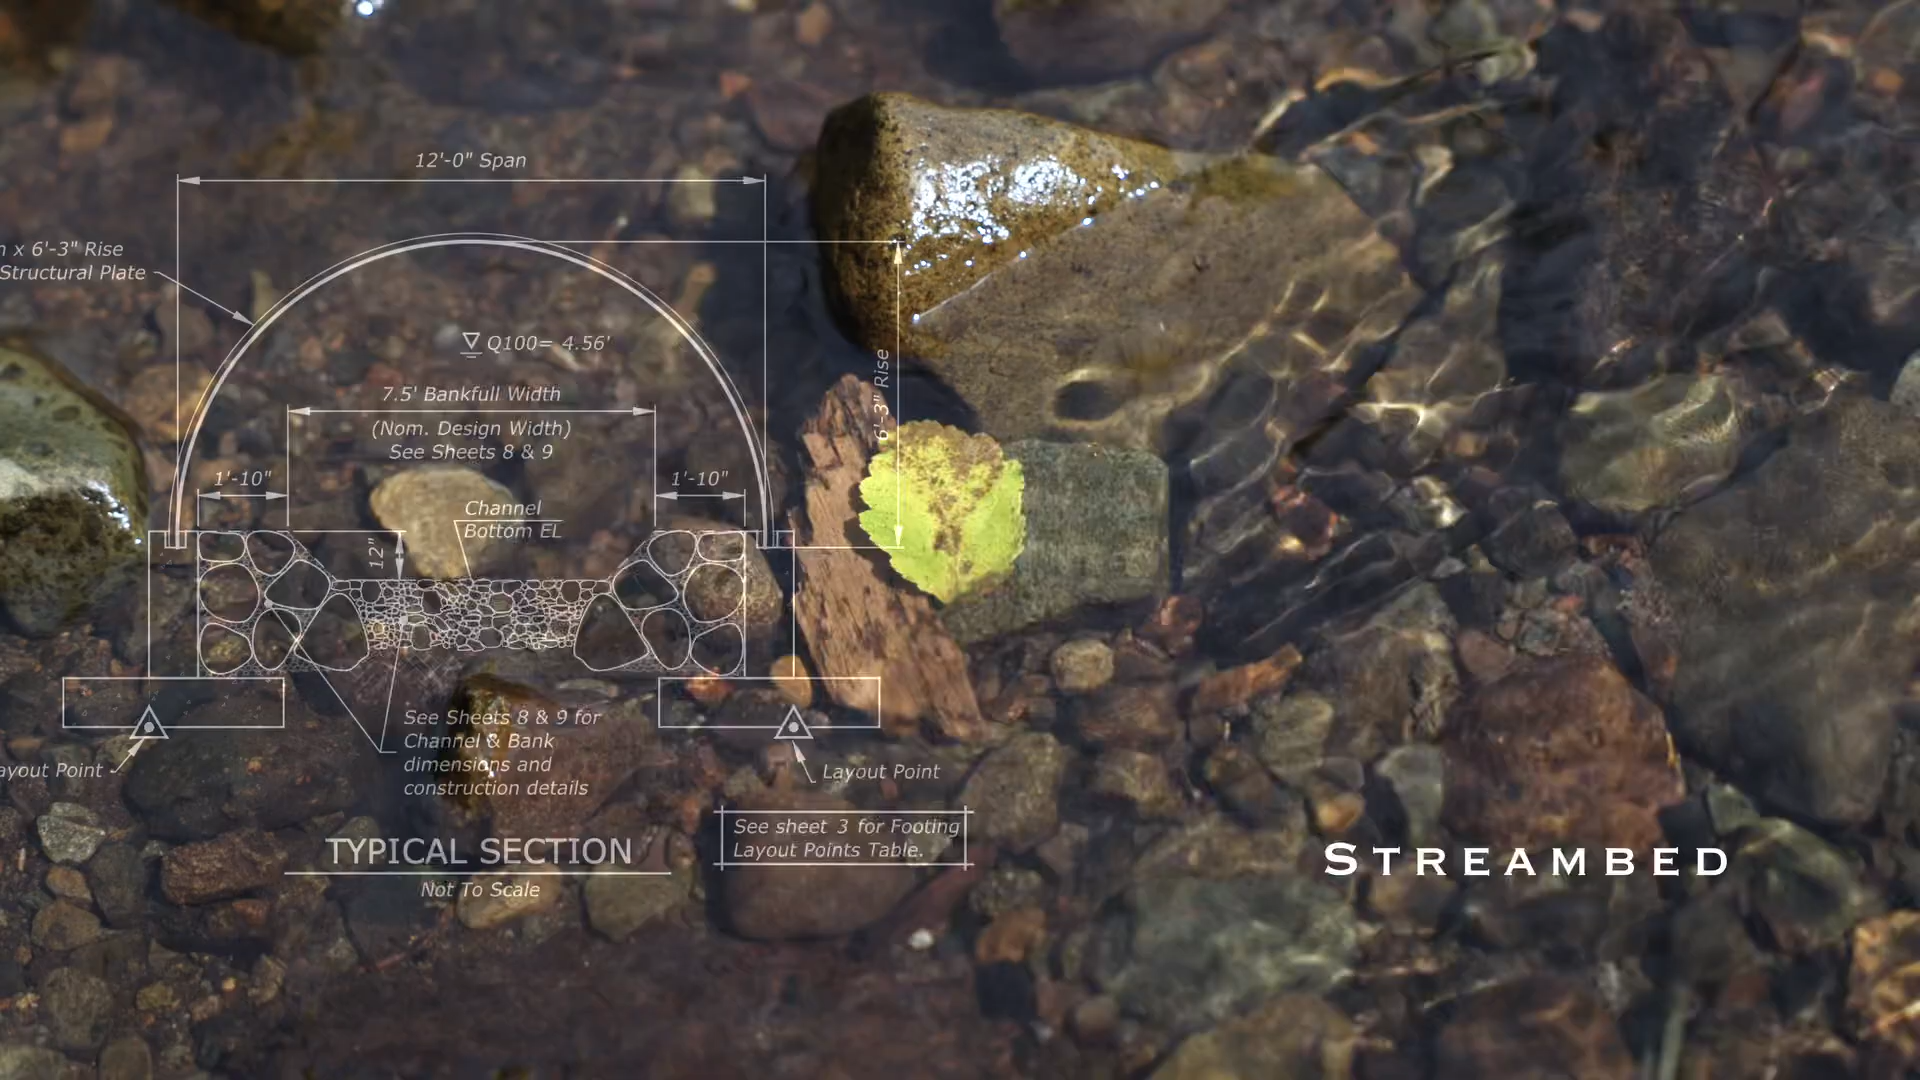 12'-0" Span
x 6'-3" Rise
Structural Plate
Q100= 4.56'
7.5' Bankfull Width
(Nom. Design Width)
See Sheets 8 & 9
6'-3" Rise
1'-10"
1'-10"
Channel
Bottom EL
12"
See Sheets 8 & 9 for
Channel & Bank
dimensions and
construction details
Layout Point
See sheet 3 for Footing
Layout Points Table.
TYPICAL SECTION
Not To Scale
STREAMBED